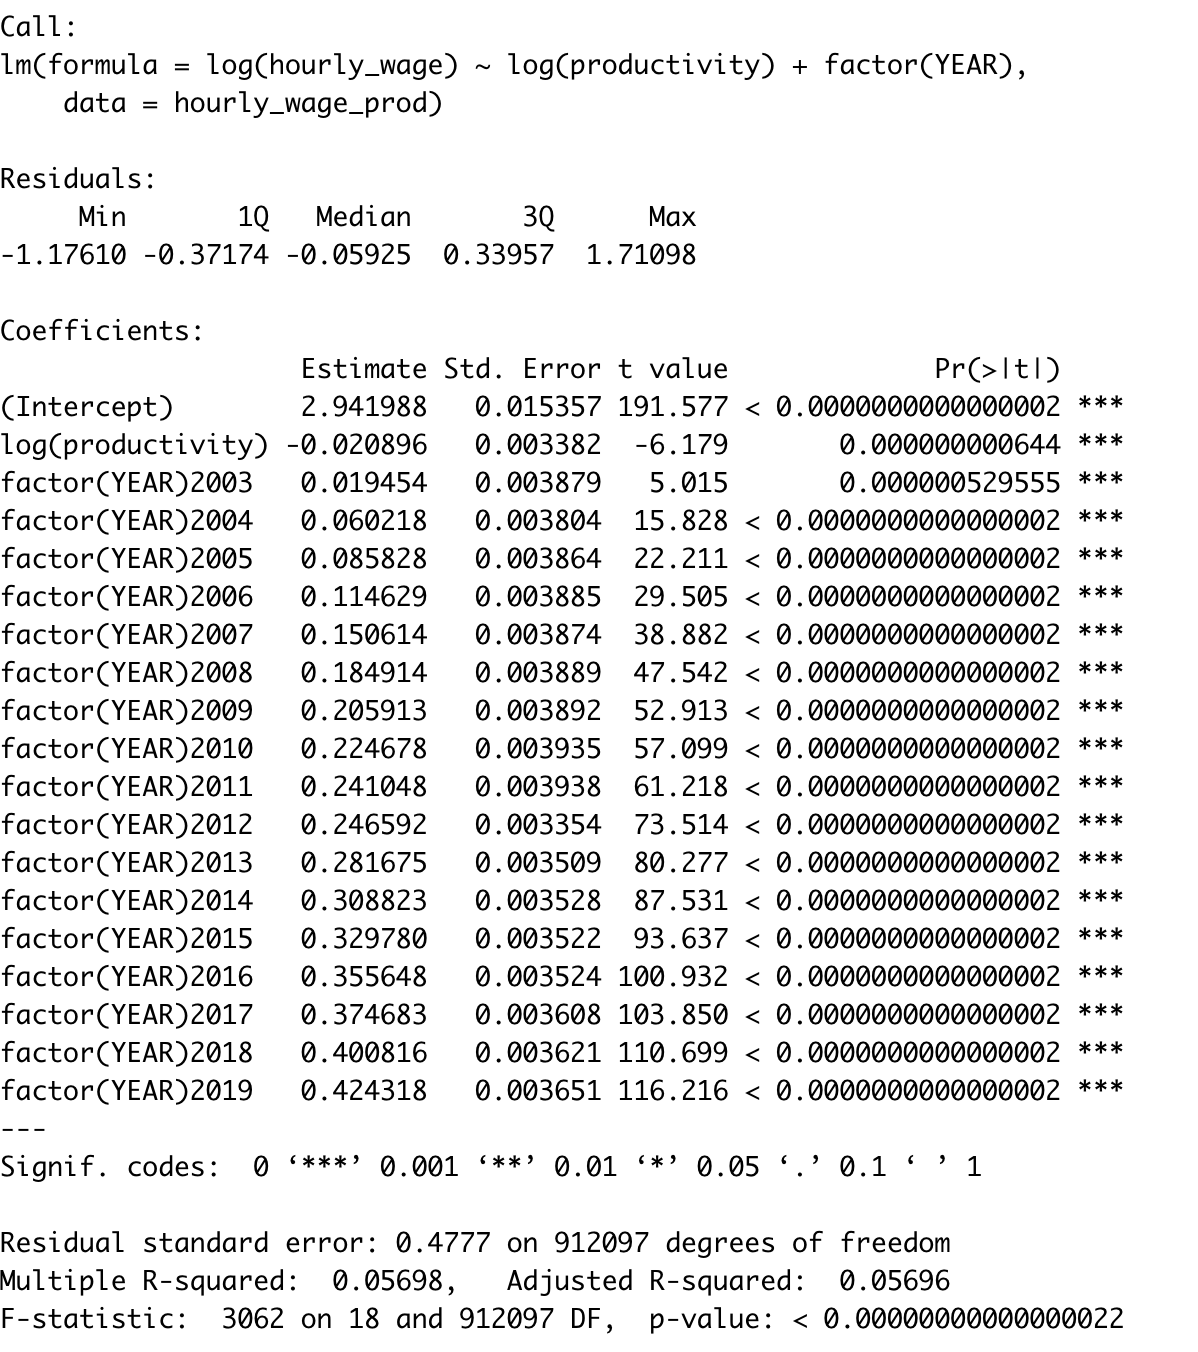 Call:
lm(formula = log(hourly_wage) ~ log(productivity) + factor(YEAR),
    data = hourly_wage_prod)

Residuals:
     Min       1Q   Median       3Q      Max
-1.17610 -0.37174 -0.05925  0.33957  1.71098

Coefficients:
                   Estimate Std. Error t value             Pr(>|t|)
(Intercept)        2.941988   0.015357 191.577 < 0.0000000000000002 ***
log(productivity) -0.020896   0.003382  -6.179       0.000000000644 ***
factor(YEAR)2003   0.019454   0.003879   5.015       0.000000529555 ***
factor(YEAR)2004   0.060218   0.003804  15.828 < 0.0000000000000002 ***
factor(YEAR)2005   0.085828   0.003864  22.211 < 0.0000000000000002 ***
factor(YEAR)2006   0.114629   0.003885  29.505 < 0.0000000000000002 ***
factor(YEAR)2007   0.150614   0.003874  38.882 < 0.0000000000000002 ***
factor(YEAR)2008   0.184914   0.003889  47.542 < 0.0000000000000002 ***
factor(YEAR)2009   0.205913   0.003892  52.913 < 0.0000000000000002 ***
factor(YEAR)2010   0.224678   0.003935  57.099 < 0.0000000000000002 ***
factor(YEAR)2011   0.241048   0.003938  61.218 < 0.0000000000000002 ***
factor(YEAR)2012   0.246592   0.003354  73.514 < 0.0000000000000002 ***
factor(YEAR)2013   0.281675   0.003509  80.277 < 0.0000000000000002 ***
factor(YEAR)2014   0.308823   0.003528  87.531 < 0.0000000000000002 ***
factor(YEAR)2015   0.329780   0.003522  93.637 < 0.0000000000000002 ***
factor(YEAR)2016   0.355648   0.003524 100.932 < 0.0000000000000002 ***
factor(YEAR)2017   0.374683   0.003608 103.850 < 0.0000000000000002 ***
factor(YEAR)2018   0.400816   0.003621 110.699 < 0.0000000000000002 ***
factor(YEAR)2019   0.424318   0.003651 116.216 < 0.0000000000000002 ***
---
Signif. codes:  0 ‘***’ 0.001 ‘**’ 0.01 ‘*’ 0.05 ‘.’ 0.1 ‘ ’ 1

Residual standard error: 0.4777 on 912097 degrees of freedom
Multiple R-squared:  0.05698,	Adjusted R-squared:  0.05696
F-statistic:  3062 on 18 and 912097 DF,  p-value: < 0.00000000000000022